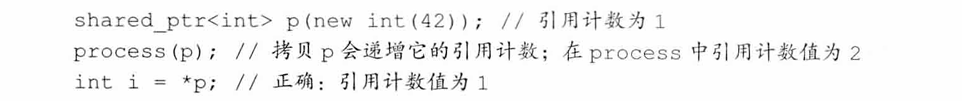 shared_ptr<int> p(new int(42)); // 引用计数为 1
process(p); // 拷贝 p 会递增它的引用计数；在 process 中引用计数值为 2
int i = *p; // 正确：引用计数值为 1